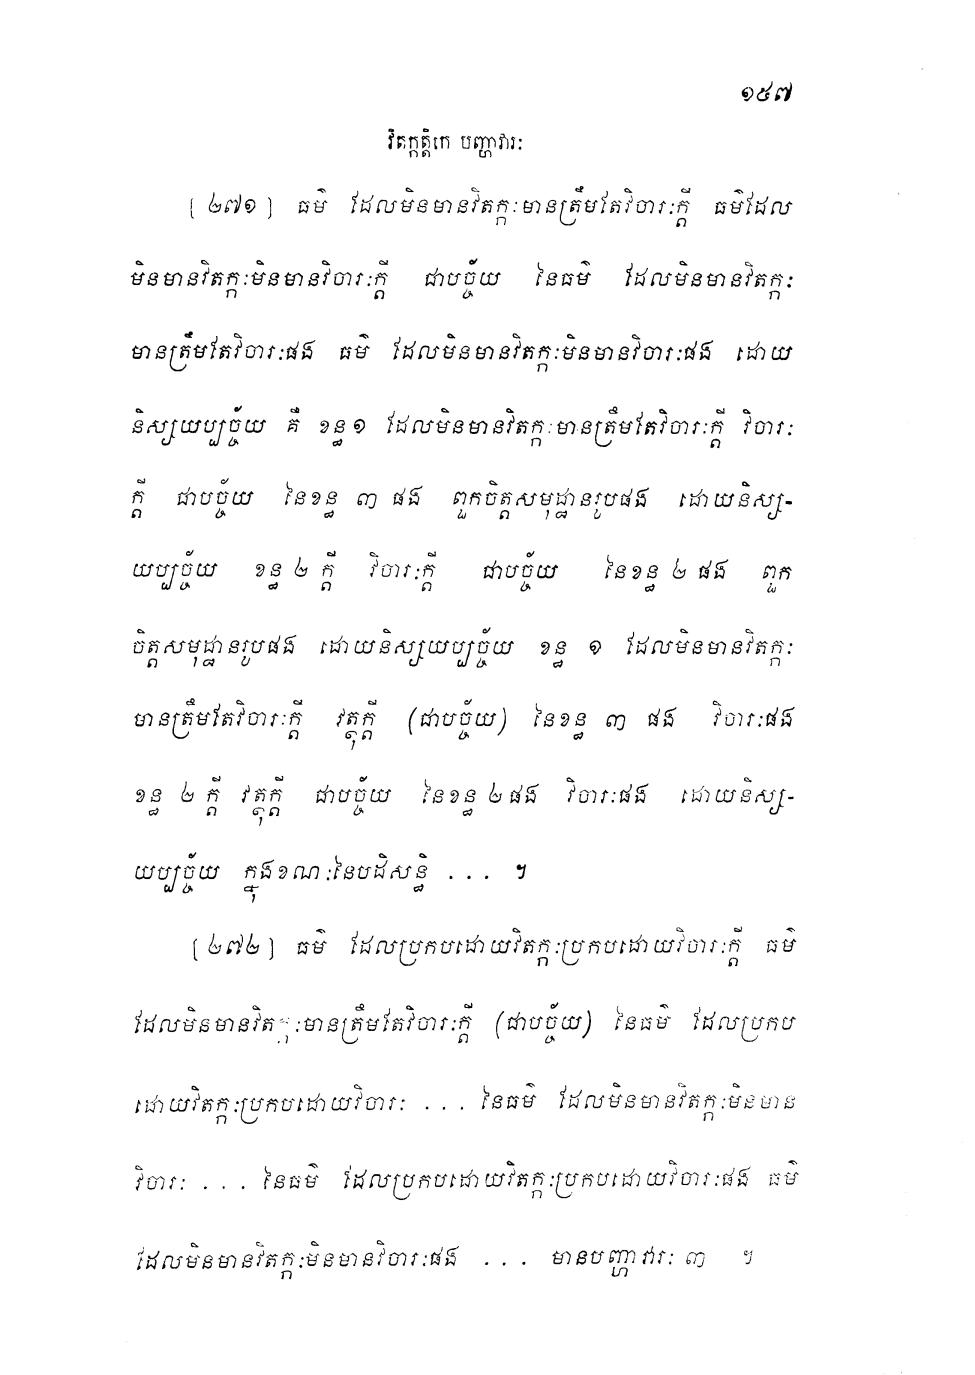 ១៥៧
វិតក្កត្តិកេ បញ្ហាវារៈ
[២៧១] ធម៌ ដែលមិនមានវិតក្កៈមានត្រឹមតែវិចារៈក្តី ធម៌ដែល
មិនមានវិតក្កៈមិនមានវិចារៈក្តី ជាបច្ច័យ នៃធម៌ ដែលមិនមានវិតក្កៈ
មានត្រឹមតែវិចារៈផង ធម៌ ដែលមិនមានវិតក្កៈមិនមានវិចារៈផង ដោយ
និស្សយប្បច្ច័យ គឺ ខន្ធ១ ដែលមិនមានវិតក្កៈមានត្រឹមតែវិចារៈក្តី វិចារៈ
ក្តី ជាបច្ច័យ នៃខន្ធ ៣ ផង ពួកចិត្តសមុដ្ឋានរូបផង ដោយនិស្ស-
យប្បច្ច័យ ខន្ធ ២ ក្តី វិចារៈក្តី ជាបច្ច័យ នៃខន្ធ ២ ផង ពួក
ចិត្តសមុដ្ឋានរូបផង ដោយនិស្សយប្បច្ច័យ ខន្ធ ១ ដែលមិនមានវិតក្កៈ
មានត្រឹមតែវិចារៈក្តី វត្ថុក្តី (ជាបច្ច័យ) នៃខន្ធ ៣ ផង វិចារៈផង
ខន្ធ ២ ក្តី វត្ថុក្តី ជាបច្ច័យ នៃខន្ធ ២ផង វិចារៈផង ដោយនិស្ស-
យប្បច្ច័យ ក្នុងខណៈនៃបដិសន្ធិ ... ។
[២៧២] ធម៌ ដែលប្រកបដោយវិតក្កៈប្រកបដោយវិចារៈក្តី ធម៌
ដែលមិនមានវិតក្កៈមានត្រឹមតែវិចារៈក្តី (ជាបច្ច័យ) នៃធម៌ ដែលប្រកប
ដោយវិតក្កៈប្រកបដោយវិចារៈ ... នៃធម៌ ដែលមិនមានវិតក្កៈមិនមាន
វិចារៈ ... នៃធម៌ ដែលប្រកបដោយវិតក្កៈប្រកបដោយវិចារៈផង ធម៌
ដែលមិនមានវិតក្កៈមិនមានវិចារៈផង ... មានបញ្ហាវារៈ ៣ ។